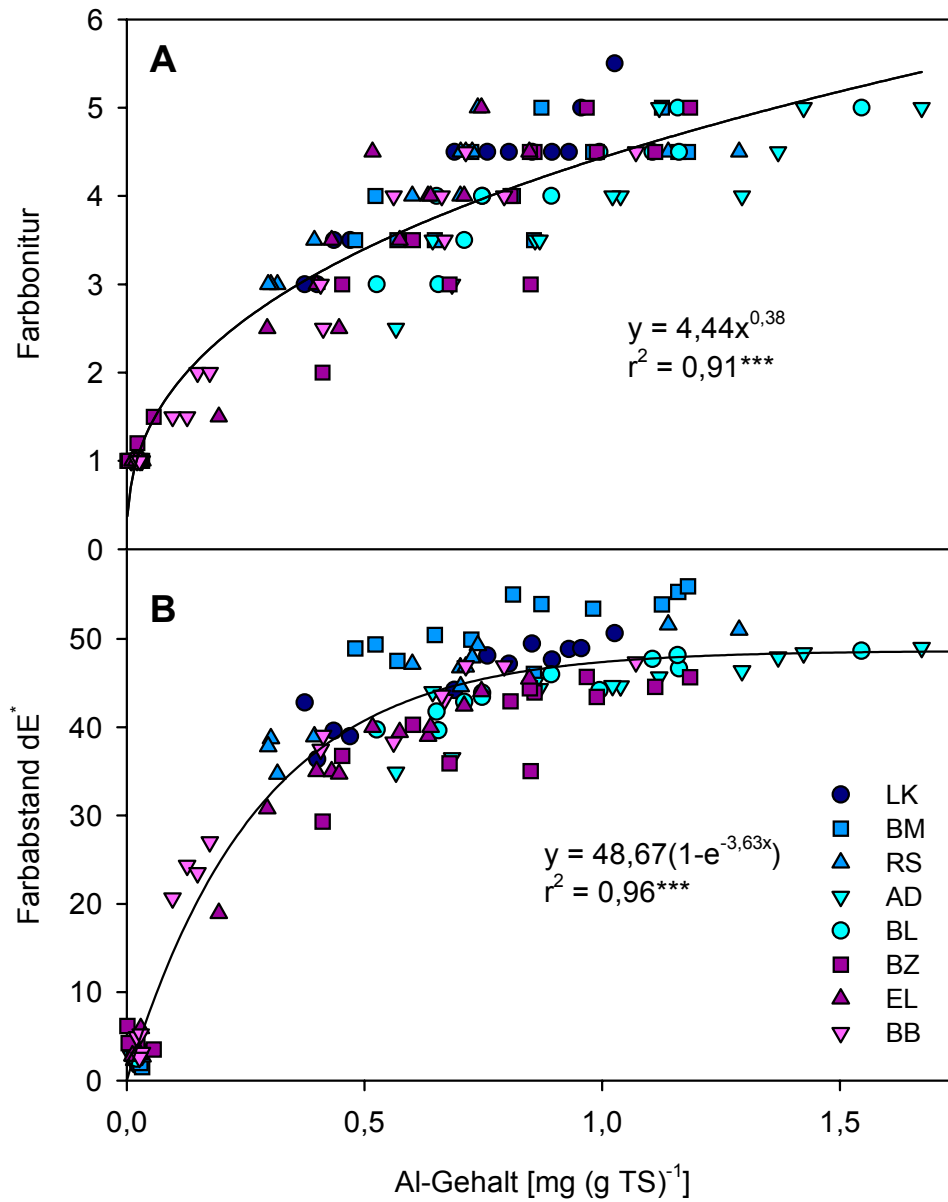 6
A
5
4
3
2
1
0
Farbbonitur
y = 4,44x^0,38
r² = 0,91***
B
50
40
30
20
10
0
Farbabstand dE*
y = 48,67(1-e^-3,63x)
r² = 0,96***
LK
BM
RS
AD
BL
BZ
EL
BB
0,0 0,5 1,0 1,5
Al-Gehalt [mg (g TS)⁻¹]